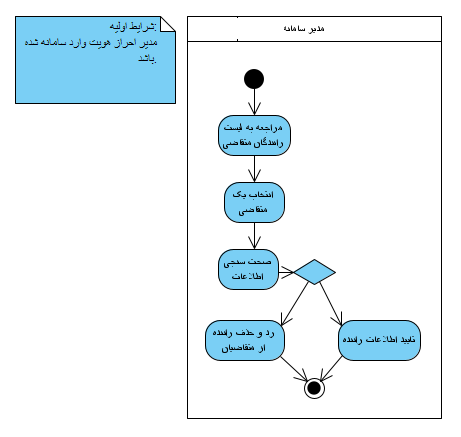 شرایط اولیه:
مدیر احراز هویت وارد سامانه شده
باشد.
مدیر سامانه
مراجعه به لیست
رانندگان متقاضی
انتخاب یک
متقاضی
صحت سنجی
اطلاعات
رد و حذف راننده
از متقاضیان
تایید اطلاعات راننده